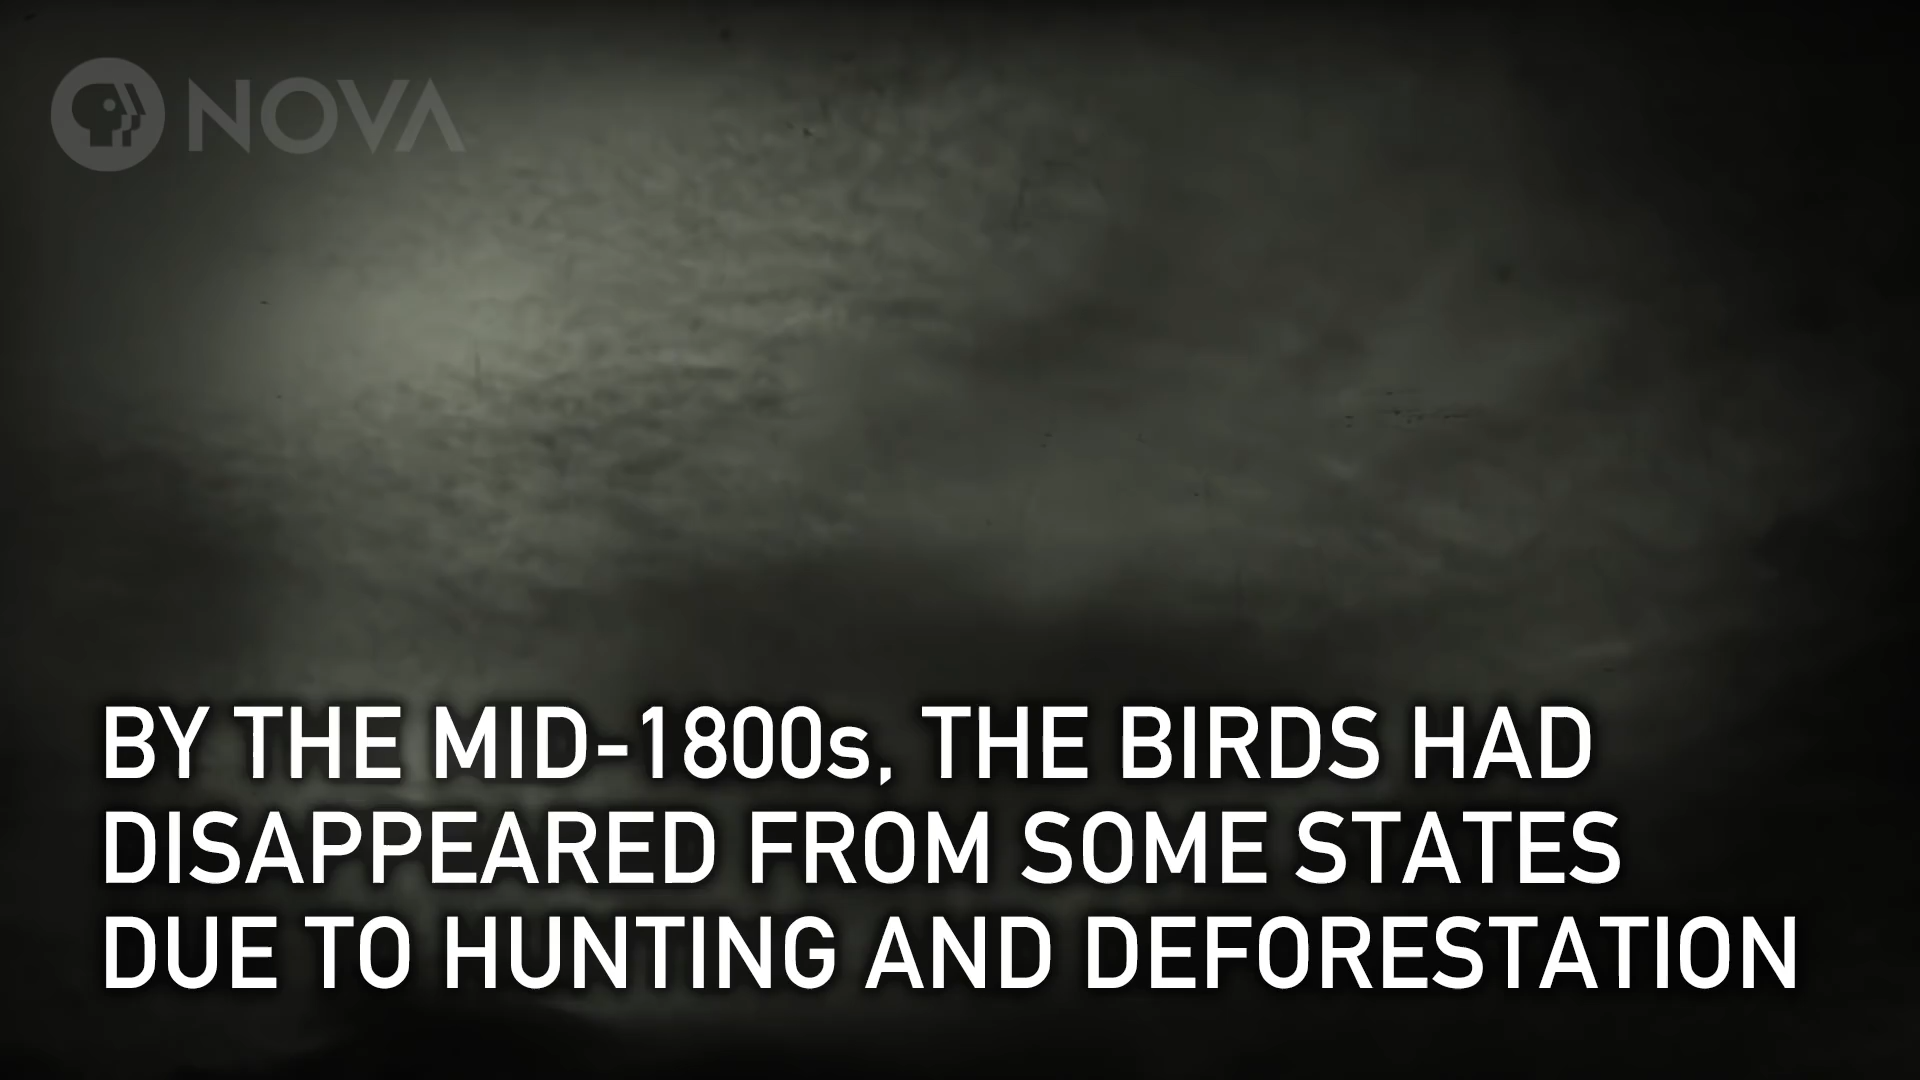 NOVA
BY THE MID-1800s, THE BIRDS HAD
DISAPPEARED FROM SOME STATES
DUE TO HUNTING AND DEFORESTATION